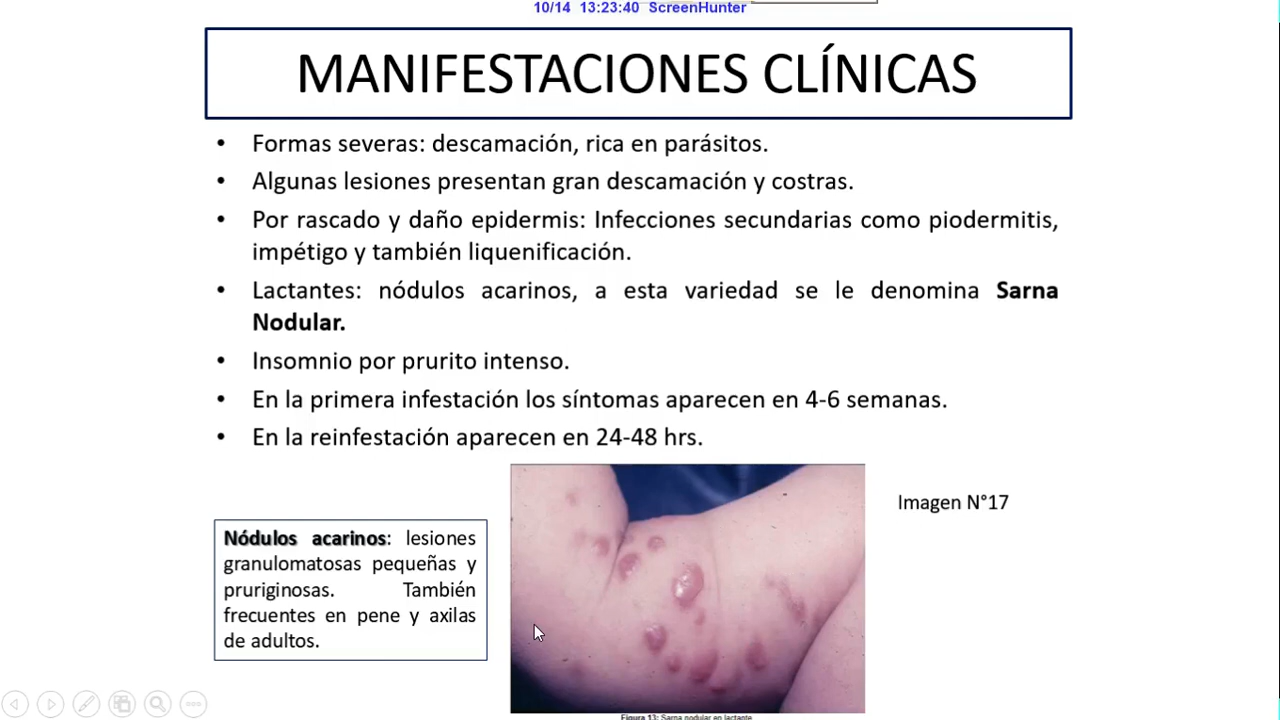 10/14 13:23:40 ScreenHunter
MANIFESTACIONES CLÍNICAS
• Formas severas: descamación, rica en parásitos.
• Algunas lesiones presentan gran descamación y costras.
• Por rascado y daño epidermis: Infecciones secundarias como piodermitis,
impétigo y también liquenificación.
• Lactantes: nódulos acarinos, a esta variedad se le denomina Sarna
Nodular.
• Insomnio por prurito intenso.
• En la primera infestación los síntomas aparecen en 4-6 semanas.
• En la reinfestación aparecen en 24-48 hrs.
Imagen N°17
Nódulos acarinos: lesiones
granulomatosas pequeñas y
pruriginosas. También
frecuentes en pene y axilas
de adultos.
Figura 13: Sarna nodular en lactante